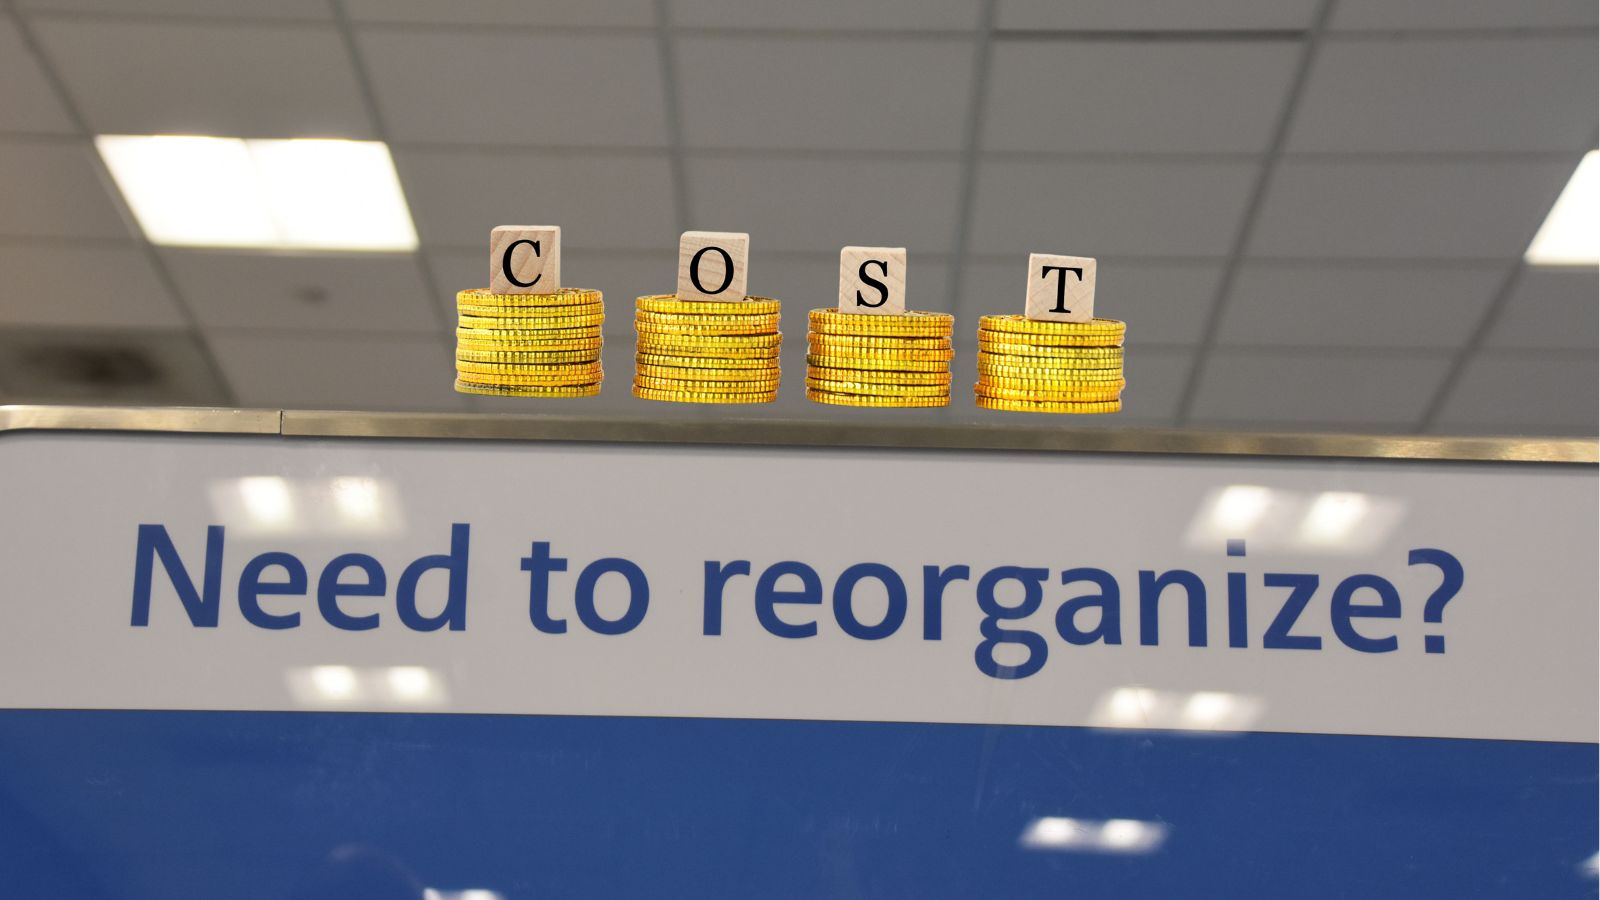 COST
Need to reorganize?